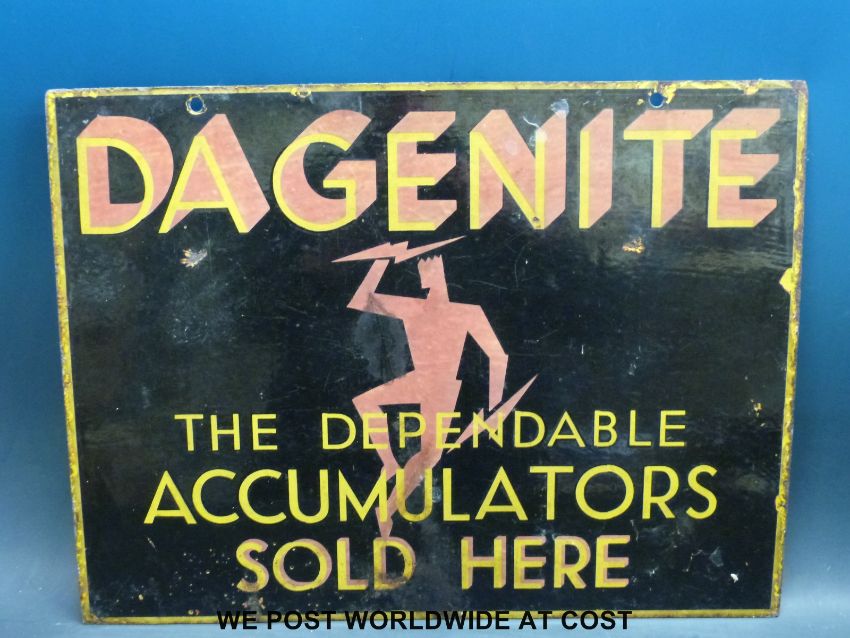 DAGENITE
THE DEPENDABLE
ACCUMULATORS
SOLD HERE
WE POST WORLDWIDE AT COST